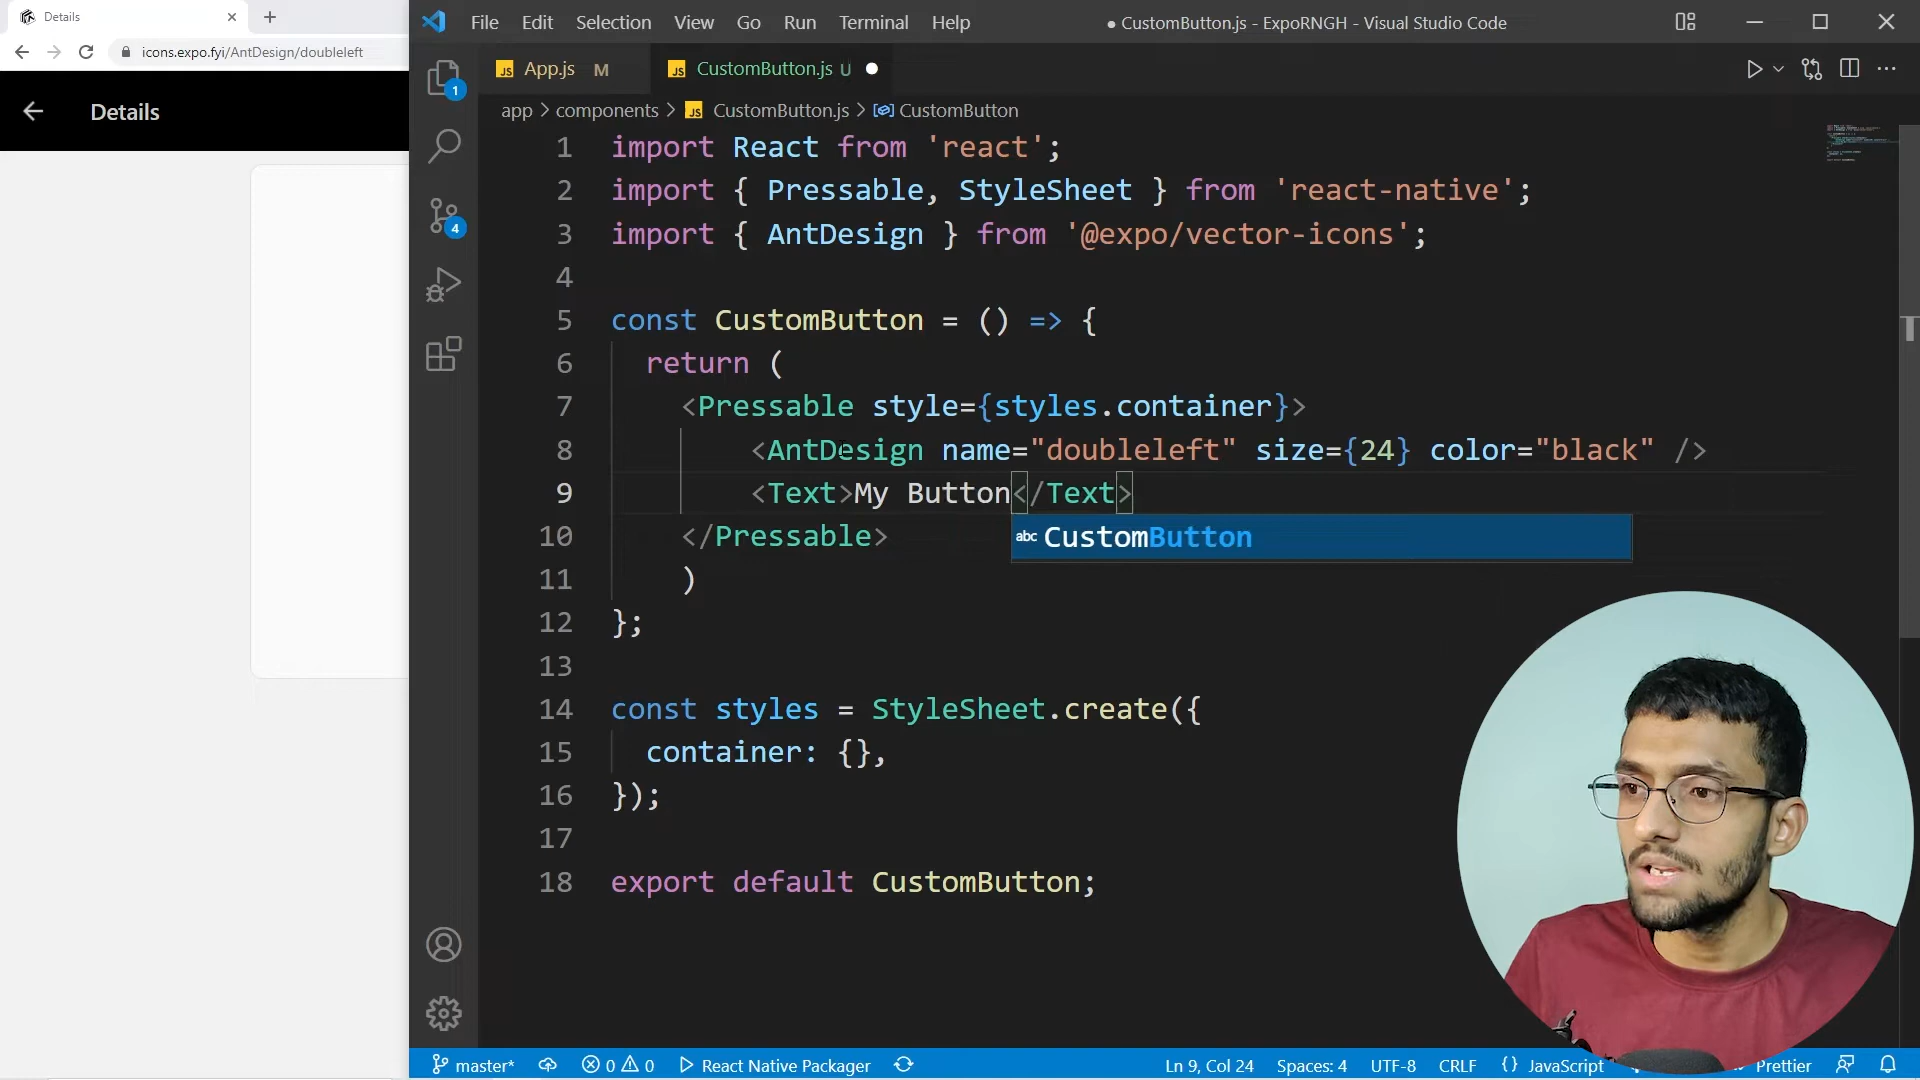 Details
File Edit Selection View Go Run Terminal Help
● CustomButton.js - ExpoRNGH - Visual Studio Code
icons.expo.fyi/AntDesign/doubleleft
Details
JS App.js M
JS CustomButton.js U
app > components > JS CustomButton.js > CustomButton
1 import React from 'react';
2 import { Pressable, StyleSheet } from 'react-native';
3 import { AntDesign } from '@expo/vector-icons';
4
5 const CustomButton = () => {
6 return (
7 <Pressable style={styles.container}>
8 <AntDesign name="doubleleft" size={24} color="black" />
9 <Text>My Button</Text>
abc CustomButton
10 </Pressable>
11 )
12 };
13
14 const styles = StyleSheet.create({
15 container: {},
16 });
17
18 export default CustomButton;
1
4
master* 0 0 React Native Packager
Ln 9, Col 24 Spaces: 4 UTF-8 CRLF {} JavaScript Prettier